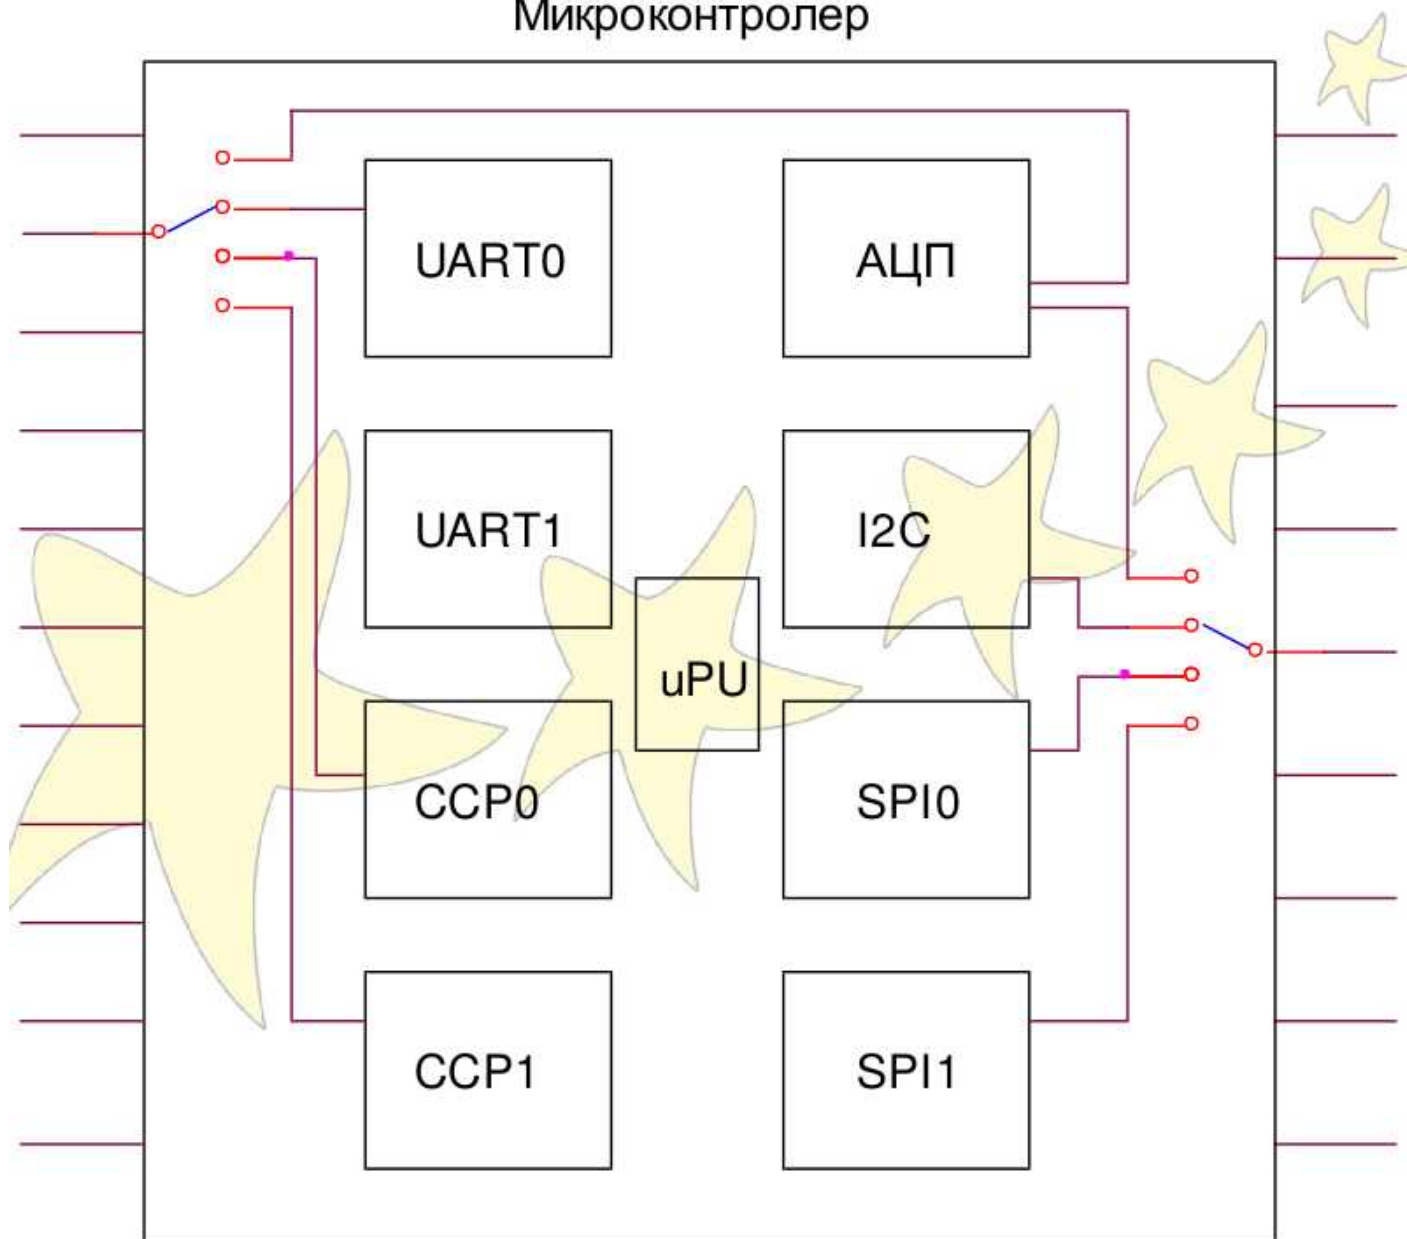 Микроконтролер
UART0
АЦП
UART1
I2C
uPU
CCP0
SPI0
CCP1
SPI1